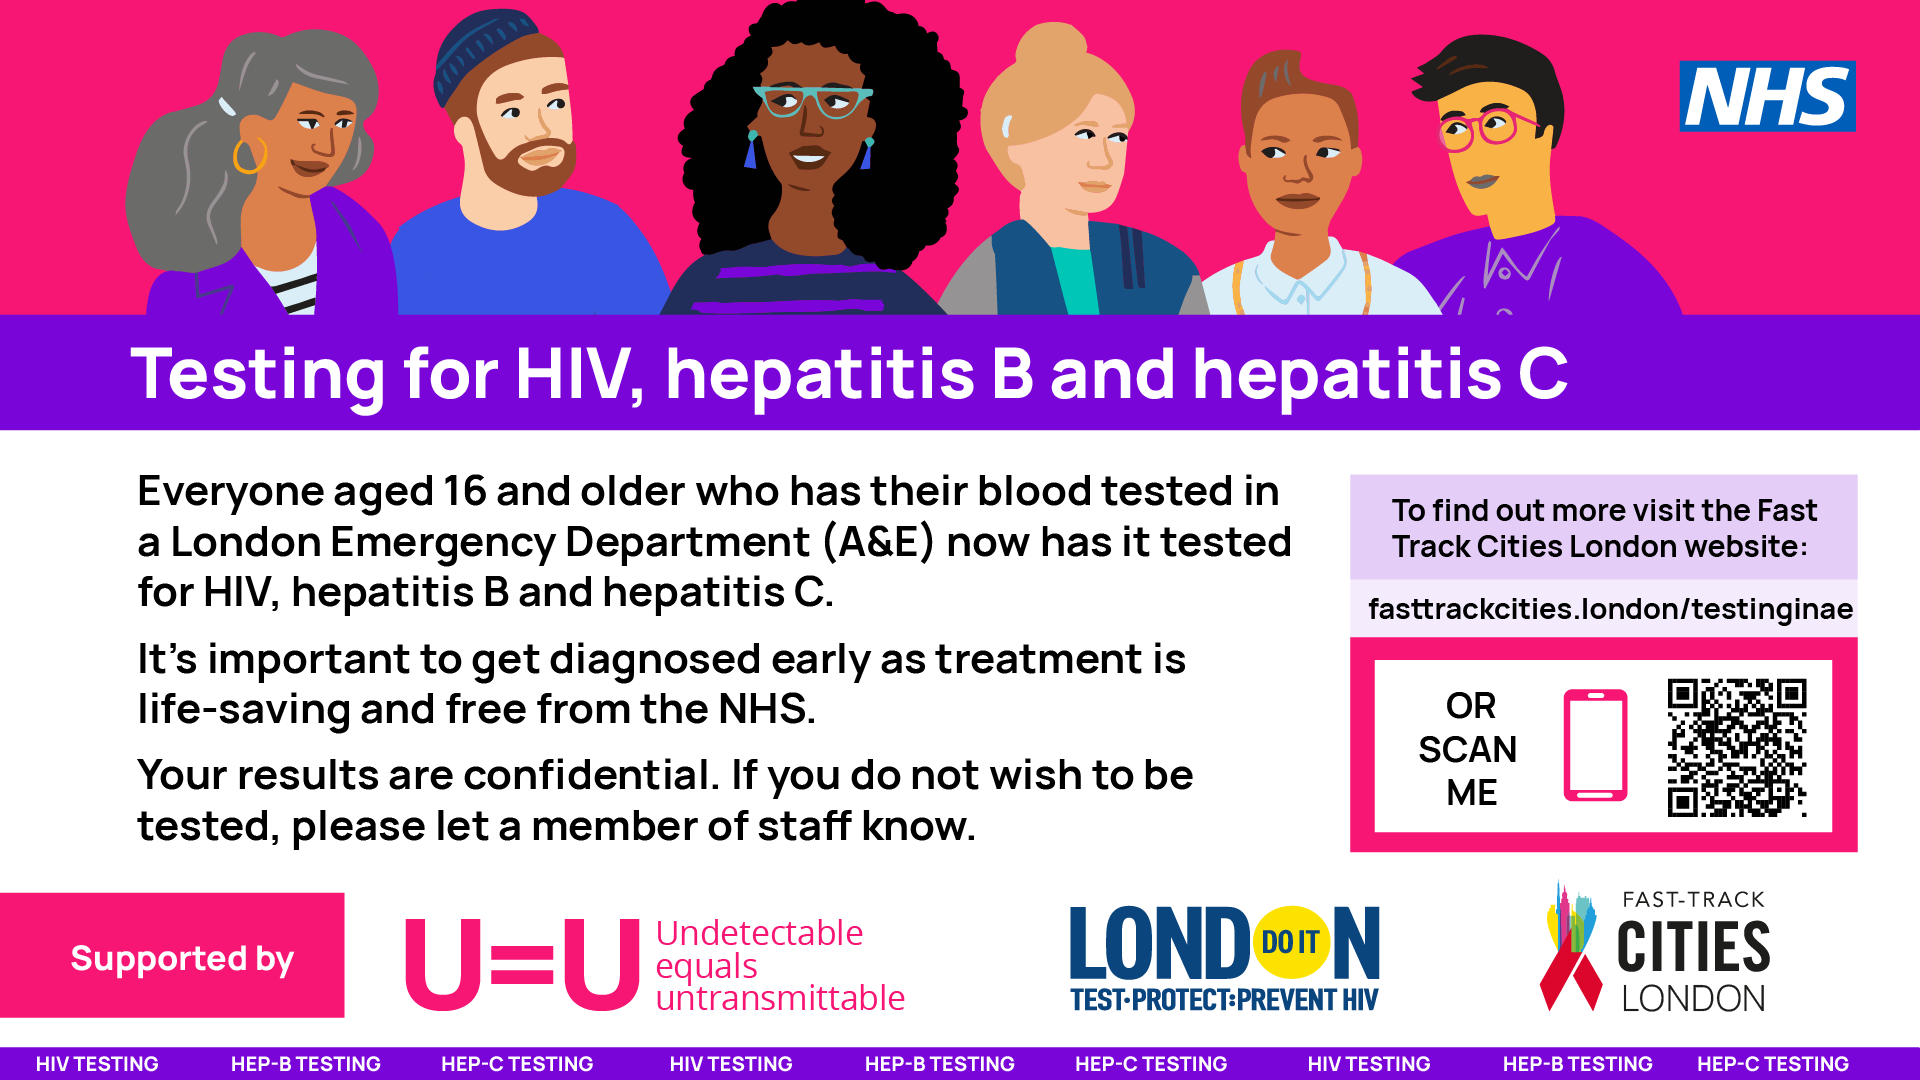 NHS
Testing for HIV, hepatitis B and hepatitis C
Everyone aged 16 and older who has their blood tested in
a London Emergency Department (A&E) now has it tested
for HIV, hepatitis B and hepatitis C.
It's important to get diagnosed early as treatment is
life-saving and free from the NHS.
Your results are confidential. If you do not wish to be
tested, please let a member of staff know.
To find out more visit the Fast
Track Cities London website:
fasttrackcities.london/testinginae
OR
SCAN
ME
Supported by
U=U
Undetectable
equals
untransmittable
LONDON
DO IT
TEST·PROTECT:PREVENT HIV
FAST-TRACK
CITIES
LONDON
HIV TESTING HEP-B TESTING HEP-C TESTING HIV TESTING HEP-B TESTING HEP-C TESTING HIV TESTING HEP-B TESTING HEP-C TESTING